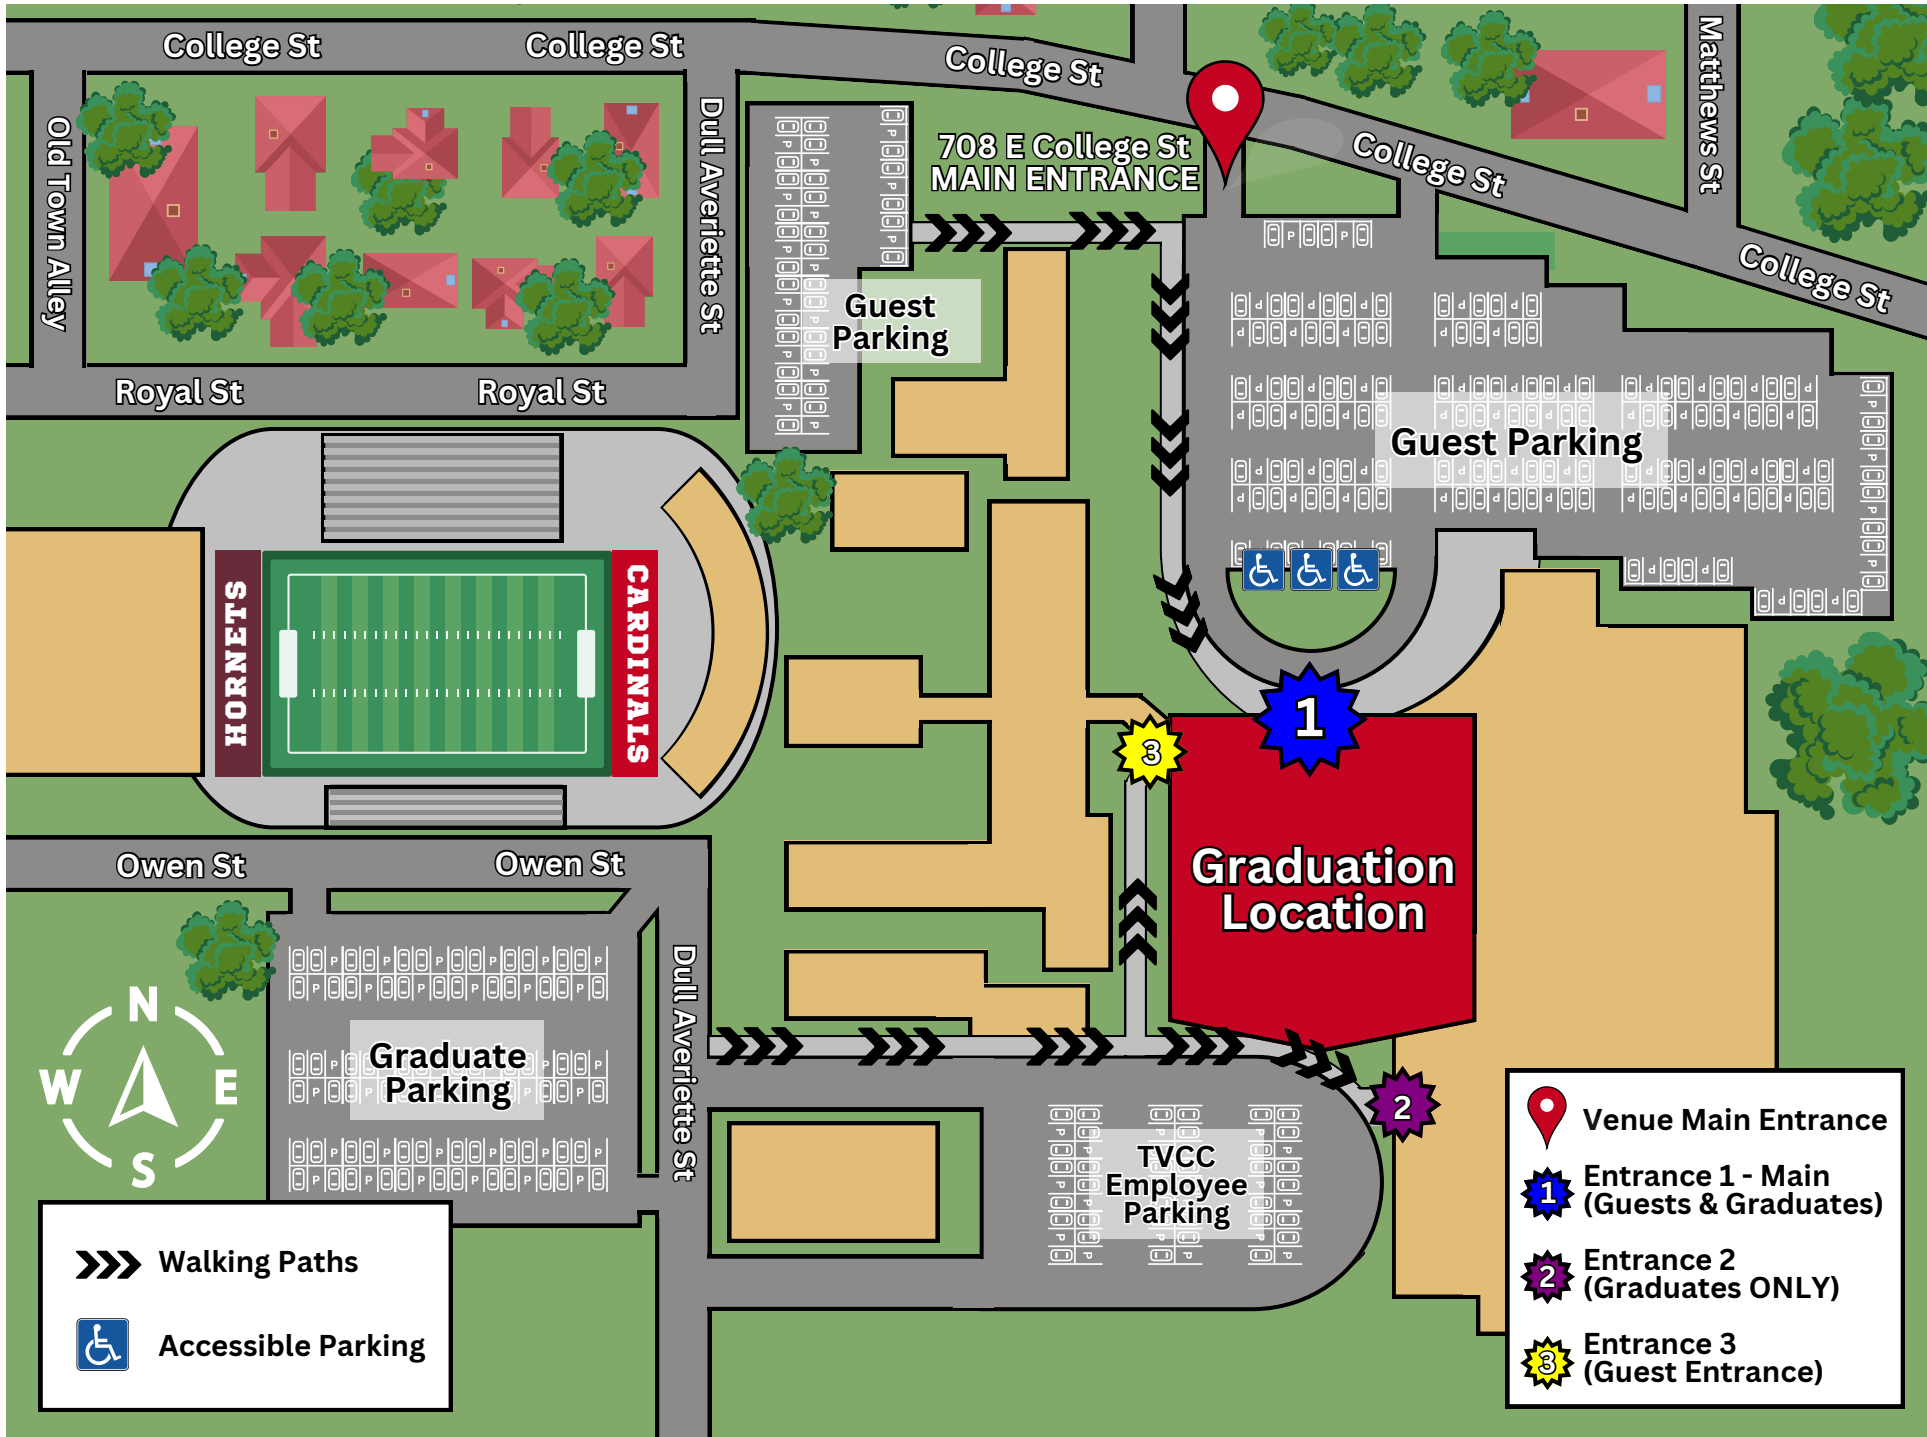 College St
College St
College St
College St
College St
Matthews St
Old Town Alley
Dull Averiette St
708 E College St
MAIN ENTRANCE
Guest
Parking
Royal St
Royal St
Guest Parking
HORNETS
CARDINALS
1
3
Graduation
Location
Owen St
Owen St
Dull Averiette St
N
W
E
S
Graduate
Parking
2
TVCC
Employee
Parking
Walking Paths
Accessible Parking
Venue Main Entrance
1
Entrance 1 - Main
(Guests & Graduates)
2
Entrance 2
(Graduates ONLY)
3
Entrance 3
(Guest Entrance)